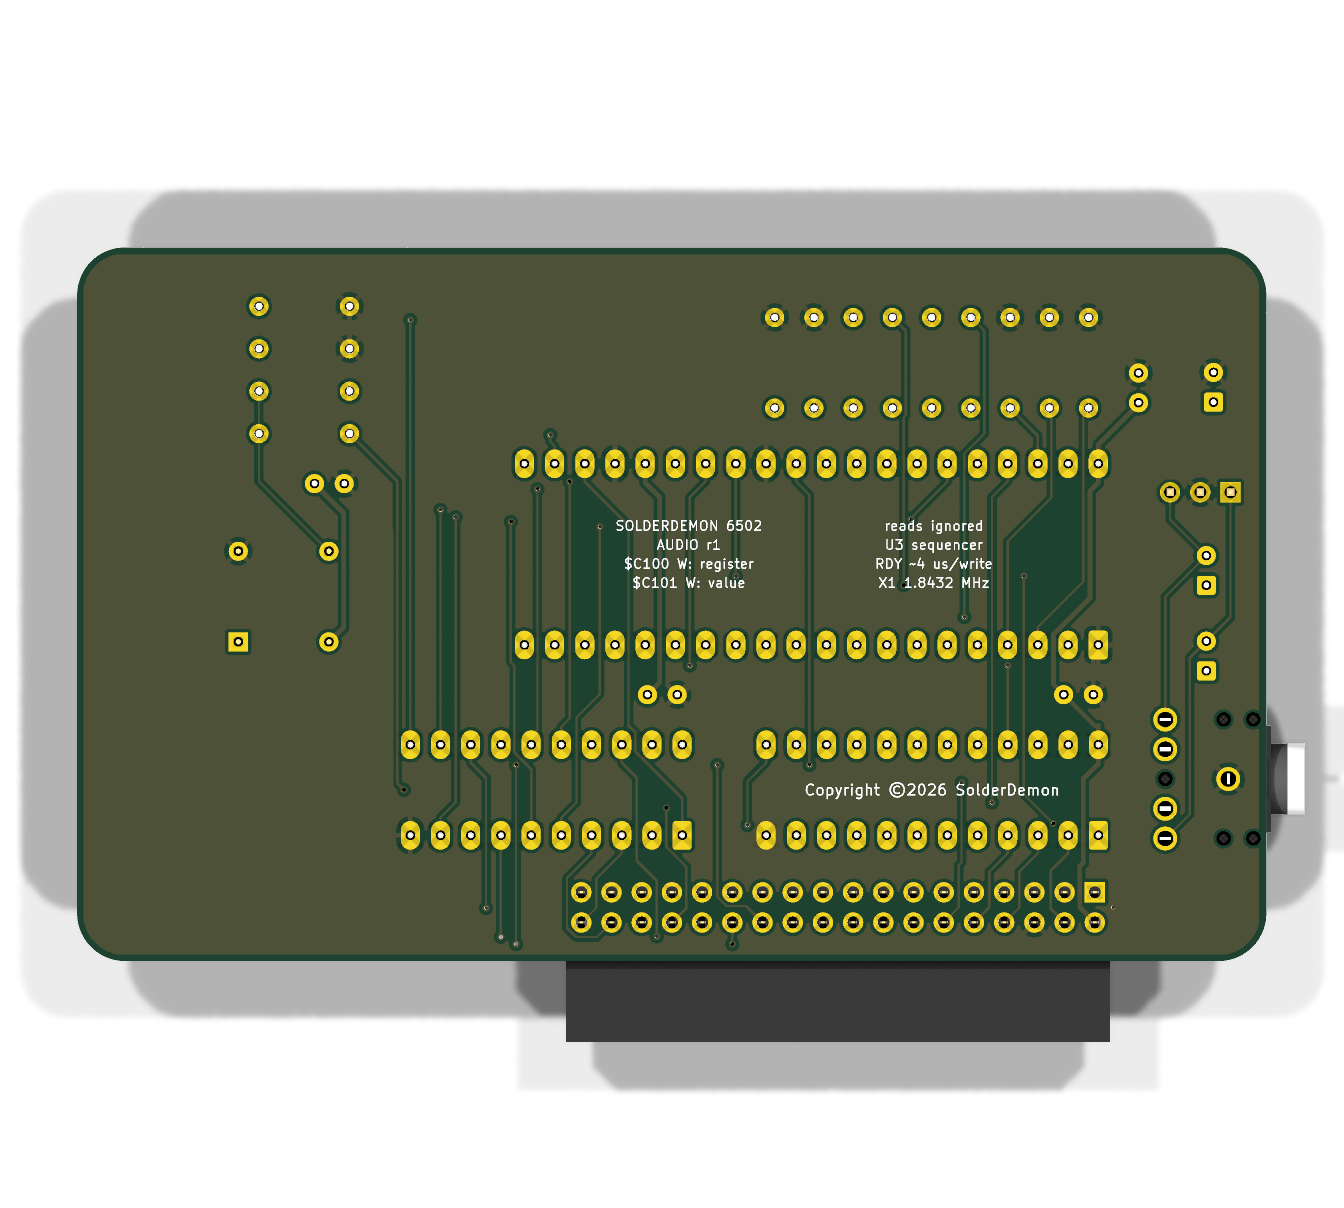 SOLDERDEMON 6502
AUDIO r1
$C100 W: register
$C101 W: value
reads ignored
U3 sequencer
RDY ~4 us/write
X1 1.8432 MHz
Copyright ©2026 SolderDemon